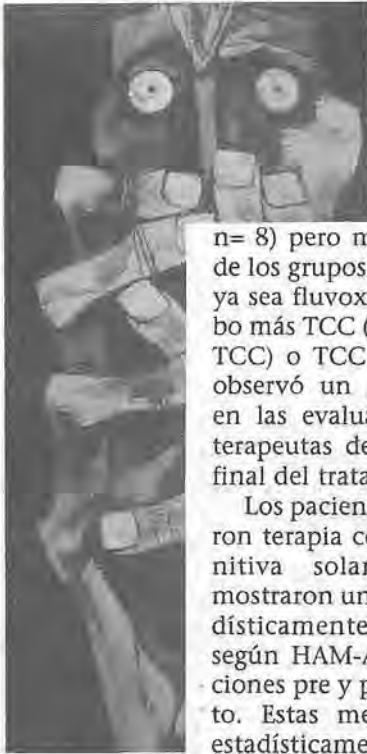 n= 8) pero m
de los grupos
ya sea fluvox
bo más TCC (
TCC) o TCC
observó un
en las evalua
terapeutas de
final del trata
Los pacien
ron terapia co
nitiva solar
mostraron un
dísticamente
según HAM-A
ciones pre y p
to. Estas me
estadísticame